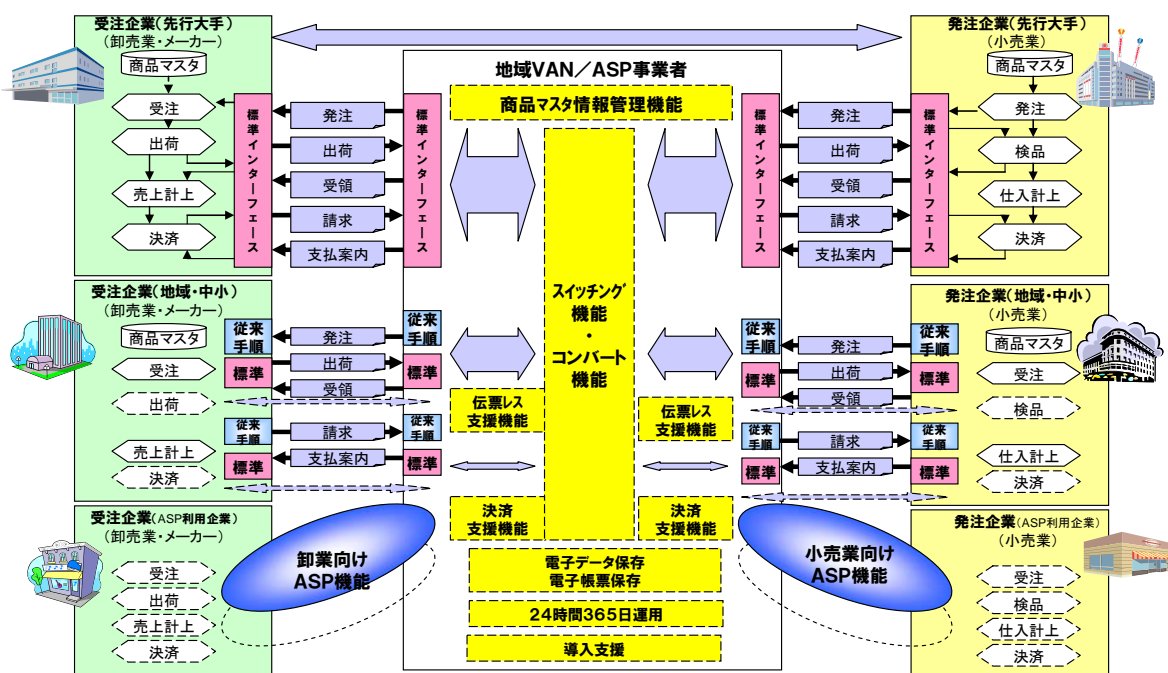 受注企業(先行大手)
(卸売業・メーカー)
商品マスタ
受注
出荷
売上計上
決済
標準インターフェース
発注
出荷
受領
請求
支払案内
標準インターフェース
地域VAN/ASP事業者
商品マスタ情報管理機能
スイッチング
機能
・
コンバート
機能
標準インターフェース
発注
出荷
受領
請求
支払案内
標準インターフェース
発注企業(先行大手)
(小売業)
商品マスタ
発注
検品
仕入計上
決済
受注企業(地域・中小)
(卸売業・メーカー)
商品マスタ
受注
出荷
売上計上
決済
従来
手順
標準
従来
手順
標準
発注
出荷
受領
請求
支払案内
従来
手順
標準
従来
手順
標準
伝票レス
支援機能
伝票レス
支援機能
決済
支援機能
決済
支援機能
従来
手順
標準
従来
手順
標準
発注
出荷
受領
請求
支払案内
従来
手順
標準
従来
手順
標準
発注企業(地域・中小)
(小売業)
商品マスタ
受注
検品
仕入計上
決済
受注企業(ASP利用企業)
(卸売業・メーカー)
受注
出荷
売上計上
決済
卸業向け
ASP機能
電子データ保存
電子帳票保存
24時間365日運用
導入支援
小売業向け
ASP機能
発注企業(ASP利用企業)
(小売業)
受注
検品
仕入計上
決済